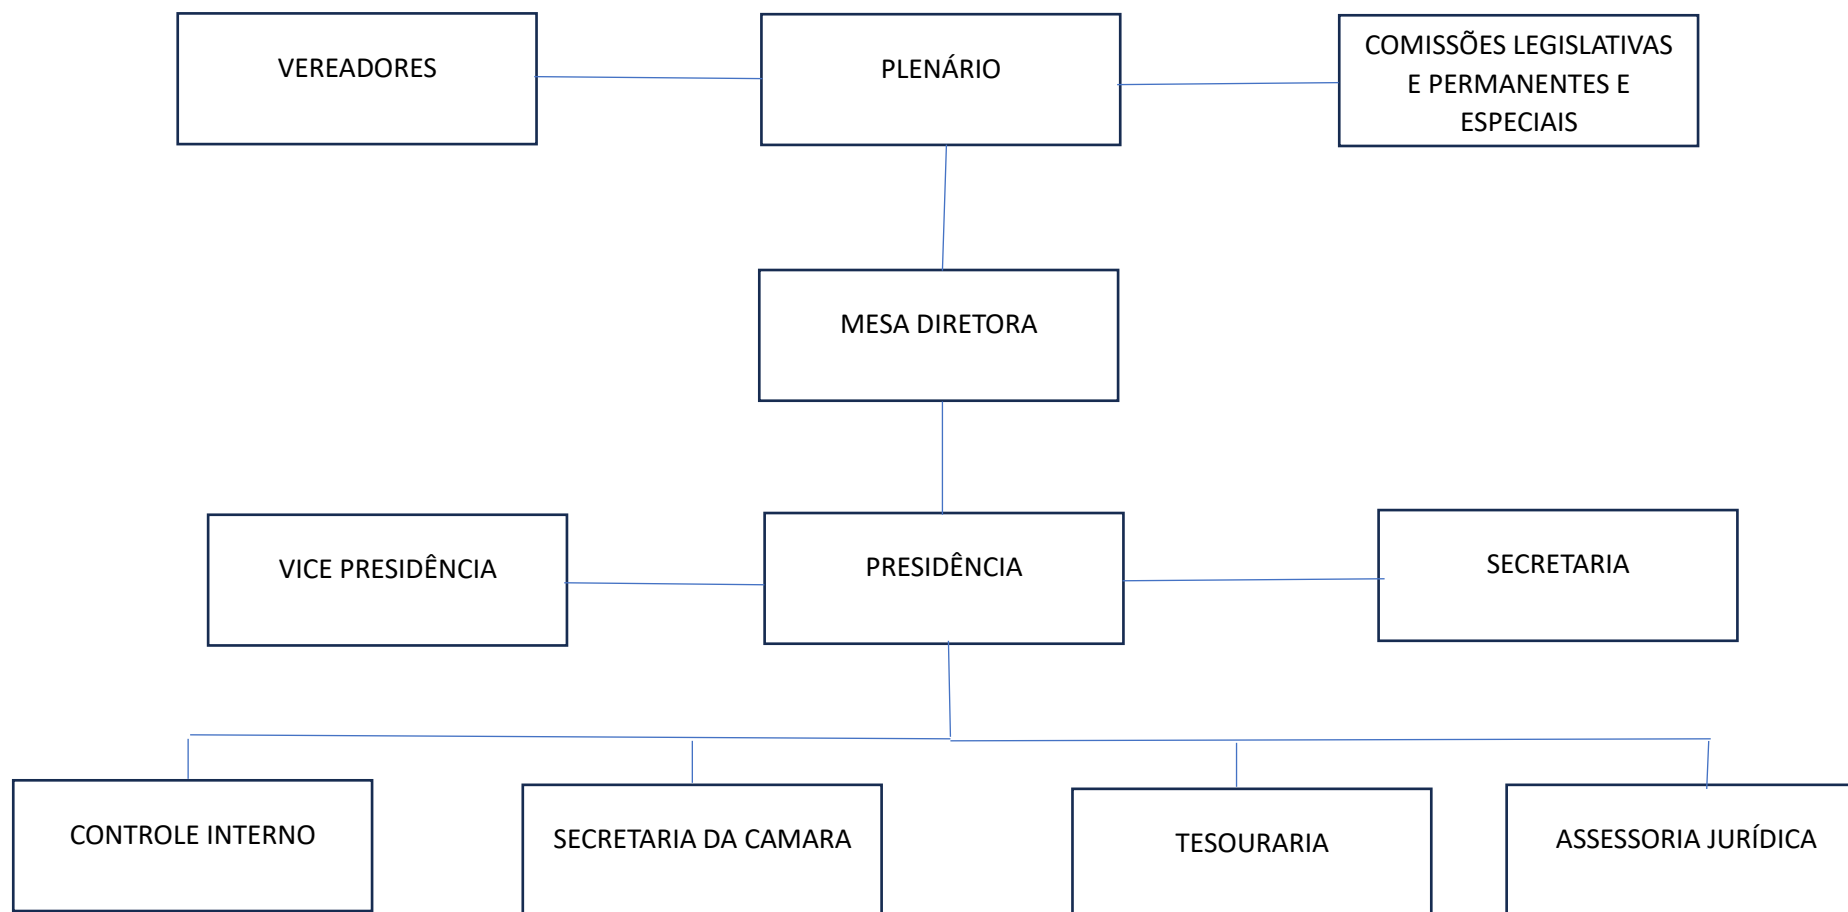 VEREADORES
PLENÁRIO
COMISSÕES LEGISLATIVAS
E PERMANENTES E
ESPECIAIS
MESA DIRETORA
VICE PRESIDÊNCIA
PRESIDÊNCIA
SECRETARIA
CONTROLE INTERNO
SECRETARIA DA CAMARA
TESOURARIA
ASSESSORIA JURÍDICA